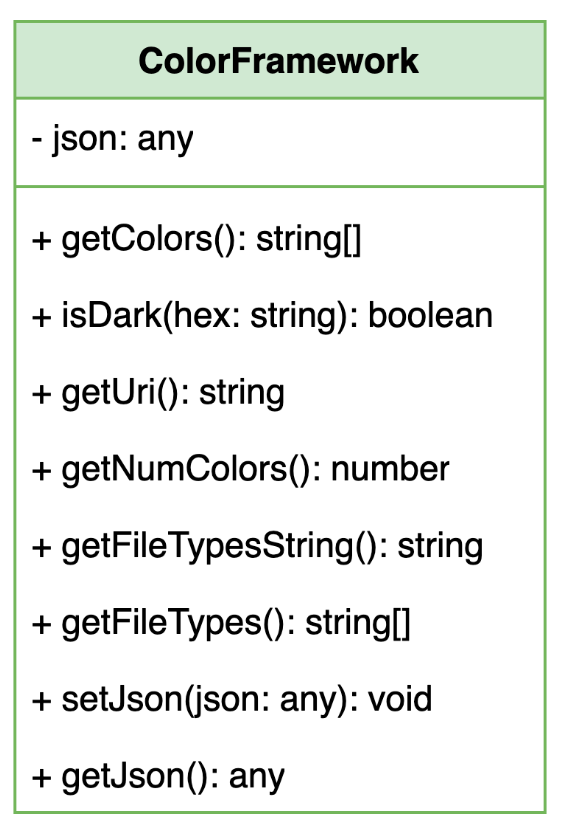 ColorFramework
- json: any
+ getColors(): string[]
+ isDark(hex: string): boolean
+ getUri(): string
+ getNumColors(): number
+ getFileTypesString(): string
+ getFileTypes(): string[]
+ setJson(json: any): void
+ getJson(): any